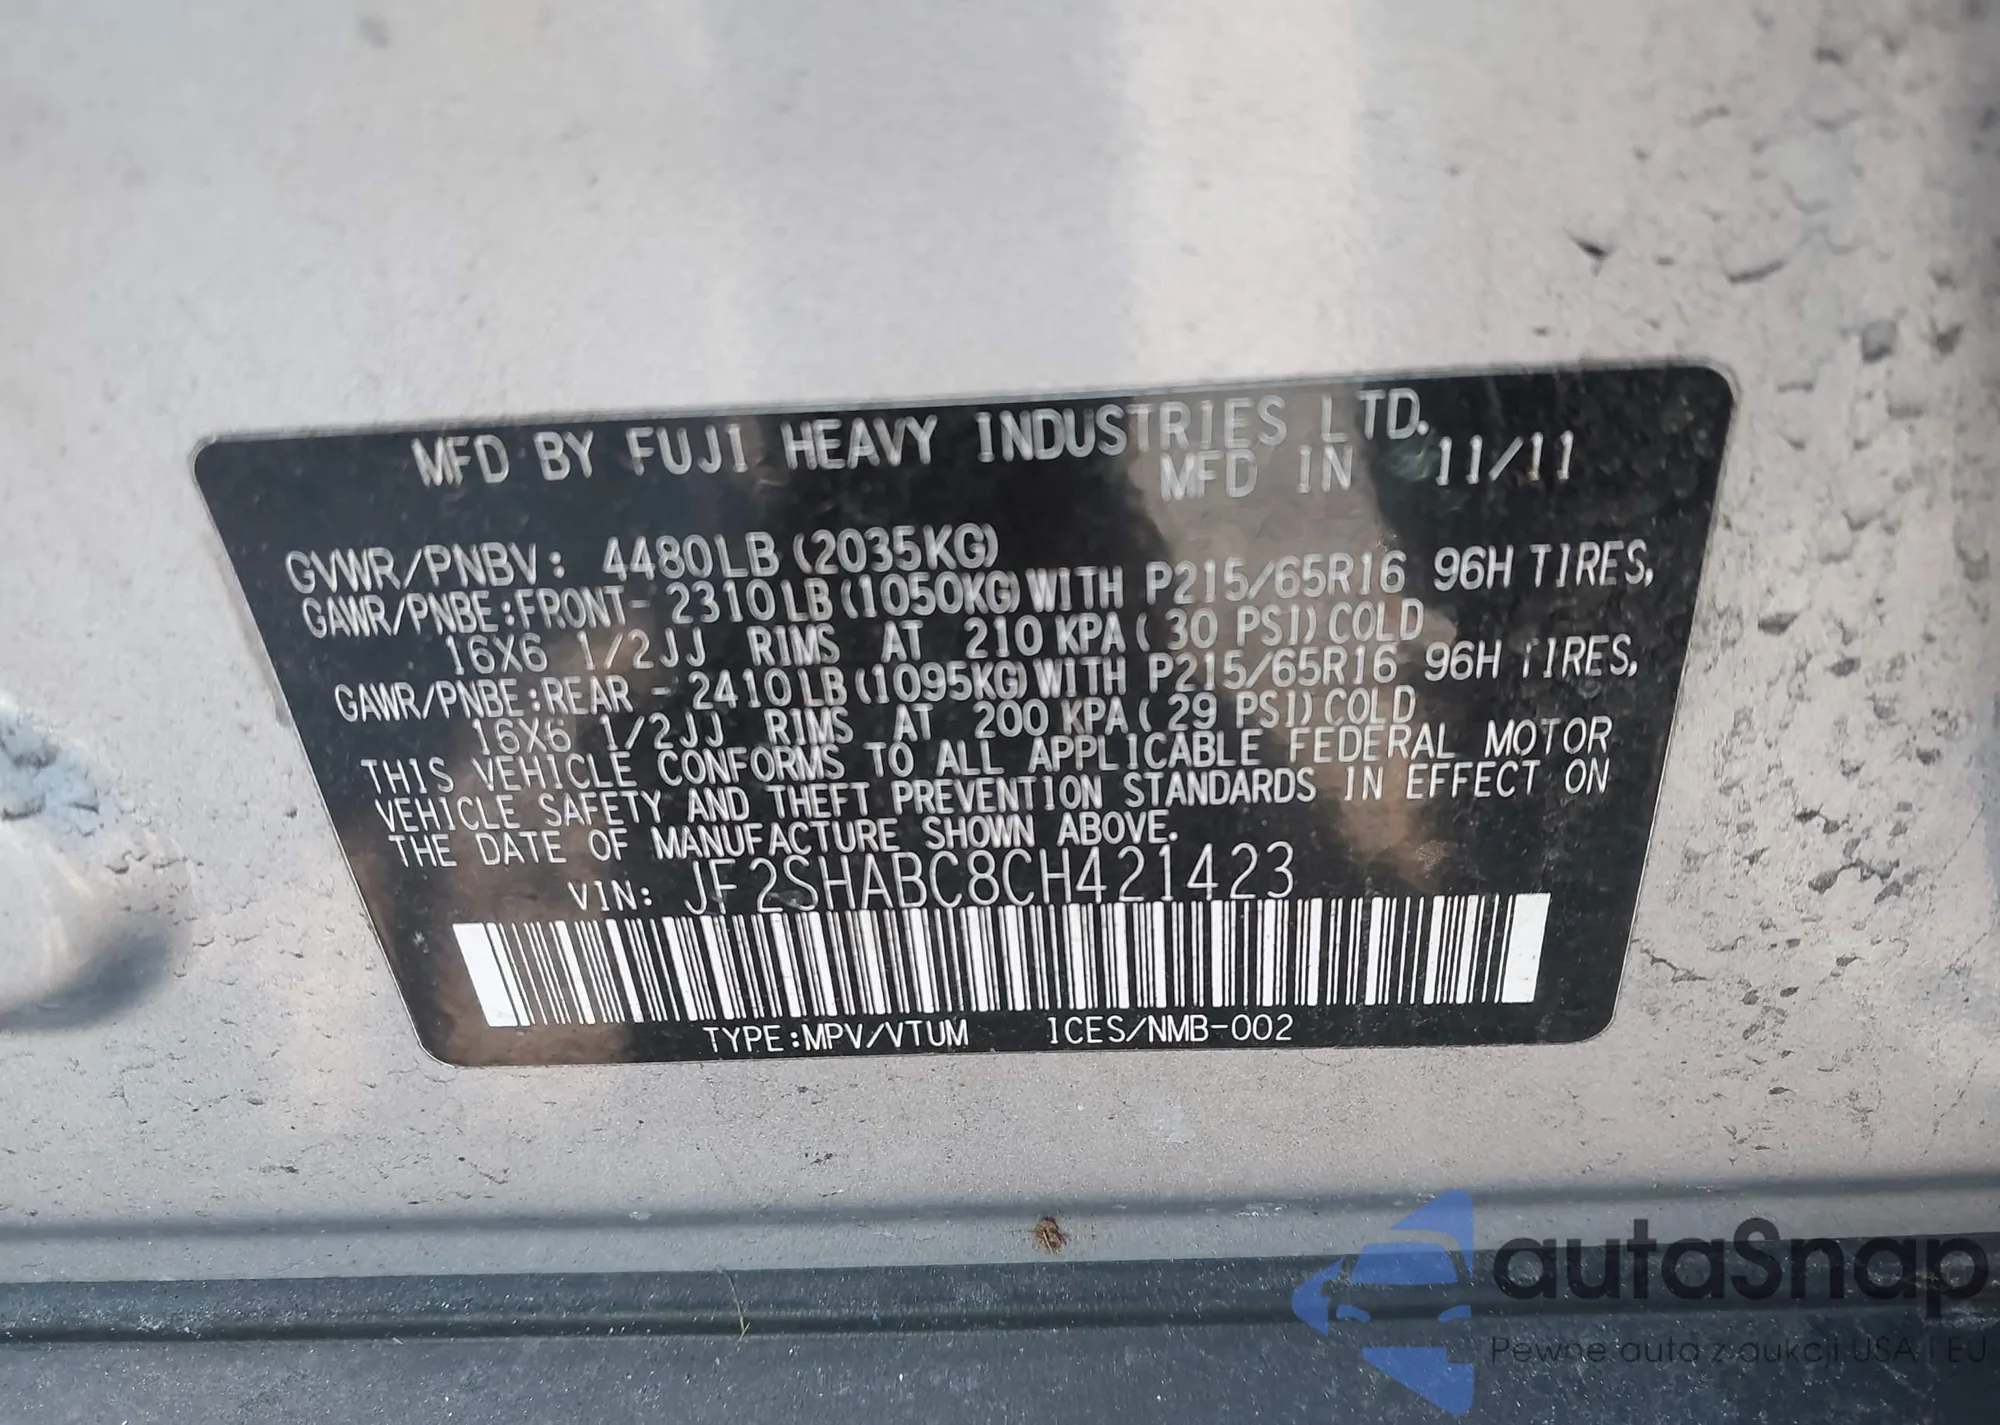 MFD BY FUJI HEAVY INDUSTRIES LTD.
MFD IN 11/11
GVWR/PNBV: 4480LB (2035KG)
GAWR/PNBE:FRONT- 2310LB(1050KG)WITH P215/65R16 96H TIRES,
16X6 1/2JJ RIMS AT 210 KPA( 30 PSI)COLD
GAWR/PNBE:REAR - 2410LB(1095KG)WITH P215/65R16 96H TIRES,
16X6 1/2JJ RIMS AT 200 KPA( 29 PSI)COLD
THIS VEHICLE CONFORMS TO ALL APPLICABLE FEDERAL MOTOR
VEHICLE SAFETY AND THEFT PREVENTION STANDARDS IN EFFECT ON
THE DATE OF MANUFACTURE SHOWN ABOVE.
VIN: JF2SHABC8CH421423
TYPE:MPV/VTUM ICES/NMB-002
autaSnap
Pewne auta z aukcji USA i EU